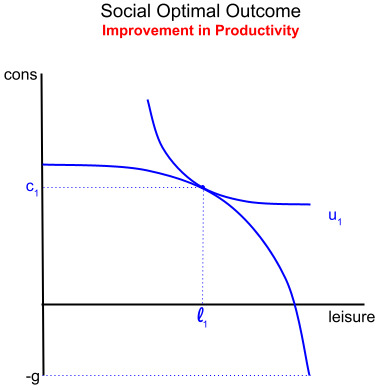 Social Optimal Outcome
Improvement in Productivity
cons
c1
u1
ℓ1
leisure
-g